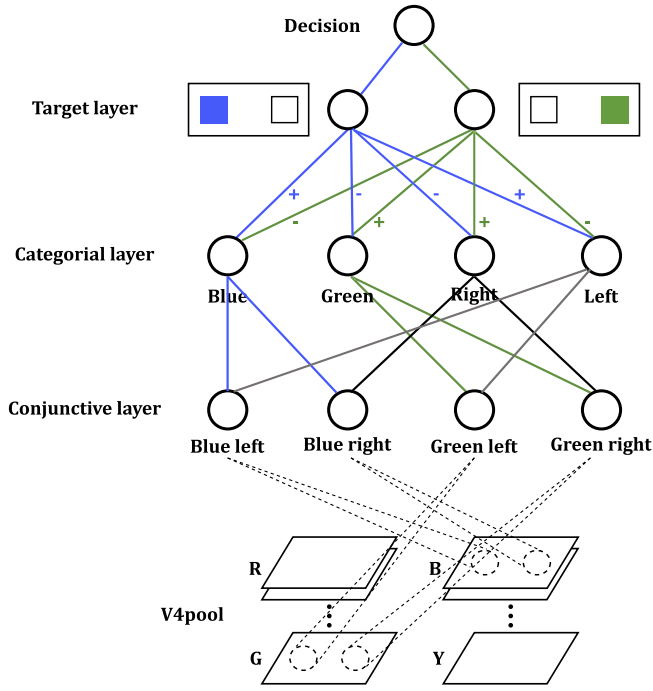 Decision
Target layer
+ - - +
- + + -
Categorial layer
Blue Green Right Left
Conjunctive layer
Blue left Blue right Green left Green right
R B
V4pool
G Y